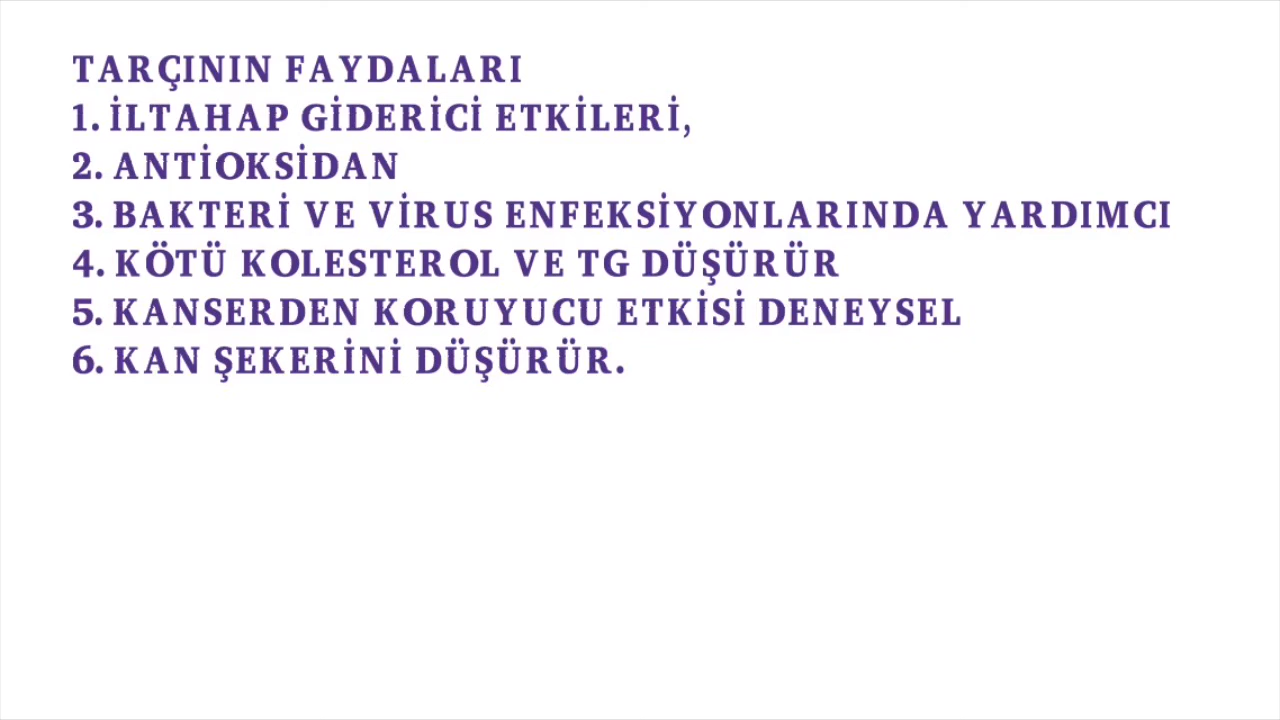 TARÇININ FAYDALARI
1. İLTAHAP GİDERİCİ ETKİLERİ,
2. ANTİOKSİDAN
3. BAKTERİ VE VİRUS ENFEKSİYONLARINDA YARDIMCI
4. KÖTÜ KOLESTEROL VE TG DÜŞÜRÜR
5. KANSERDEN KORUYUCU ETKİSİ DENEYSEL
6. KAN ŞEKERİNİ DÜŞÜRÜR.